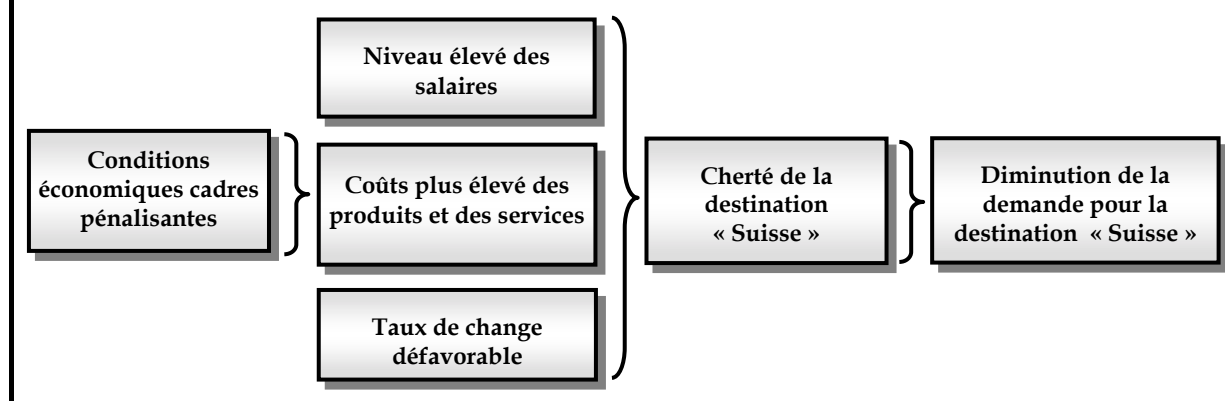 Niveau élevé des
salaires
Conditions
économiques cadres
pénalisantes
Coûts plus élevé des
produits et des services
Taux de change
défavorable
Cherté de la
destination
« Suisse »
Diminution de la
demande pour la
destination « Suisse »